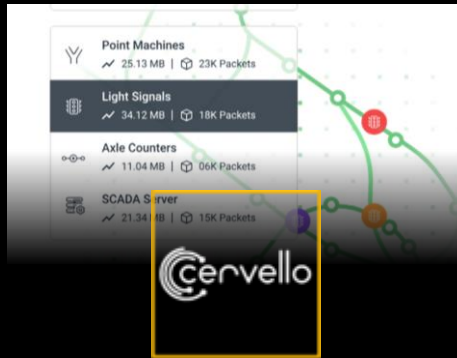 Point Machines
25.13 MB | 23K Packets
Light Signals
34.12 MB | 18K Packets
Axle Counters
11.04 MB | 06K Packets
SCADA Server
21.34 MB | 15K Packets
cervello